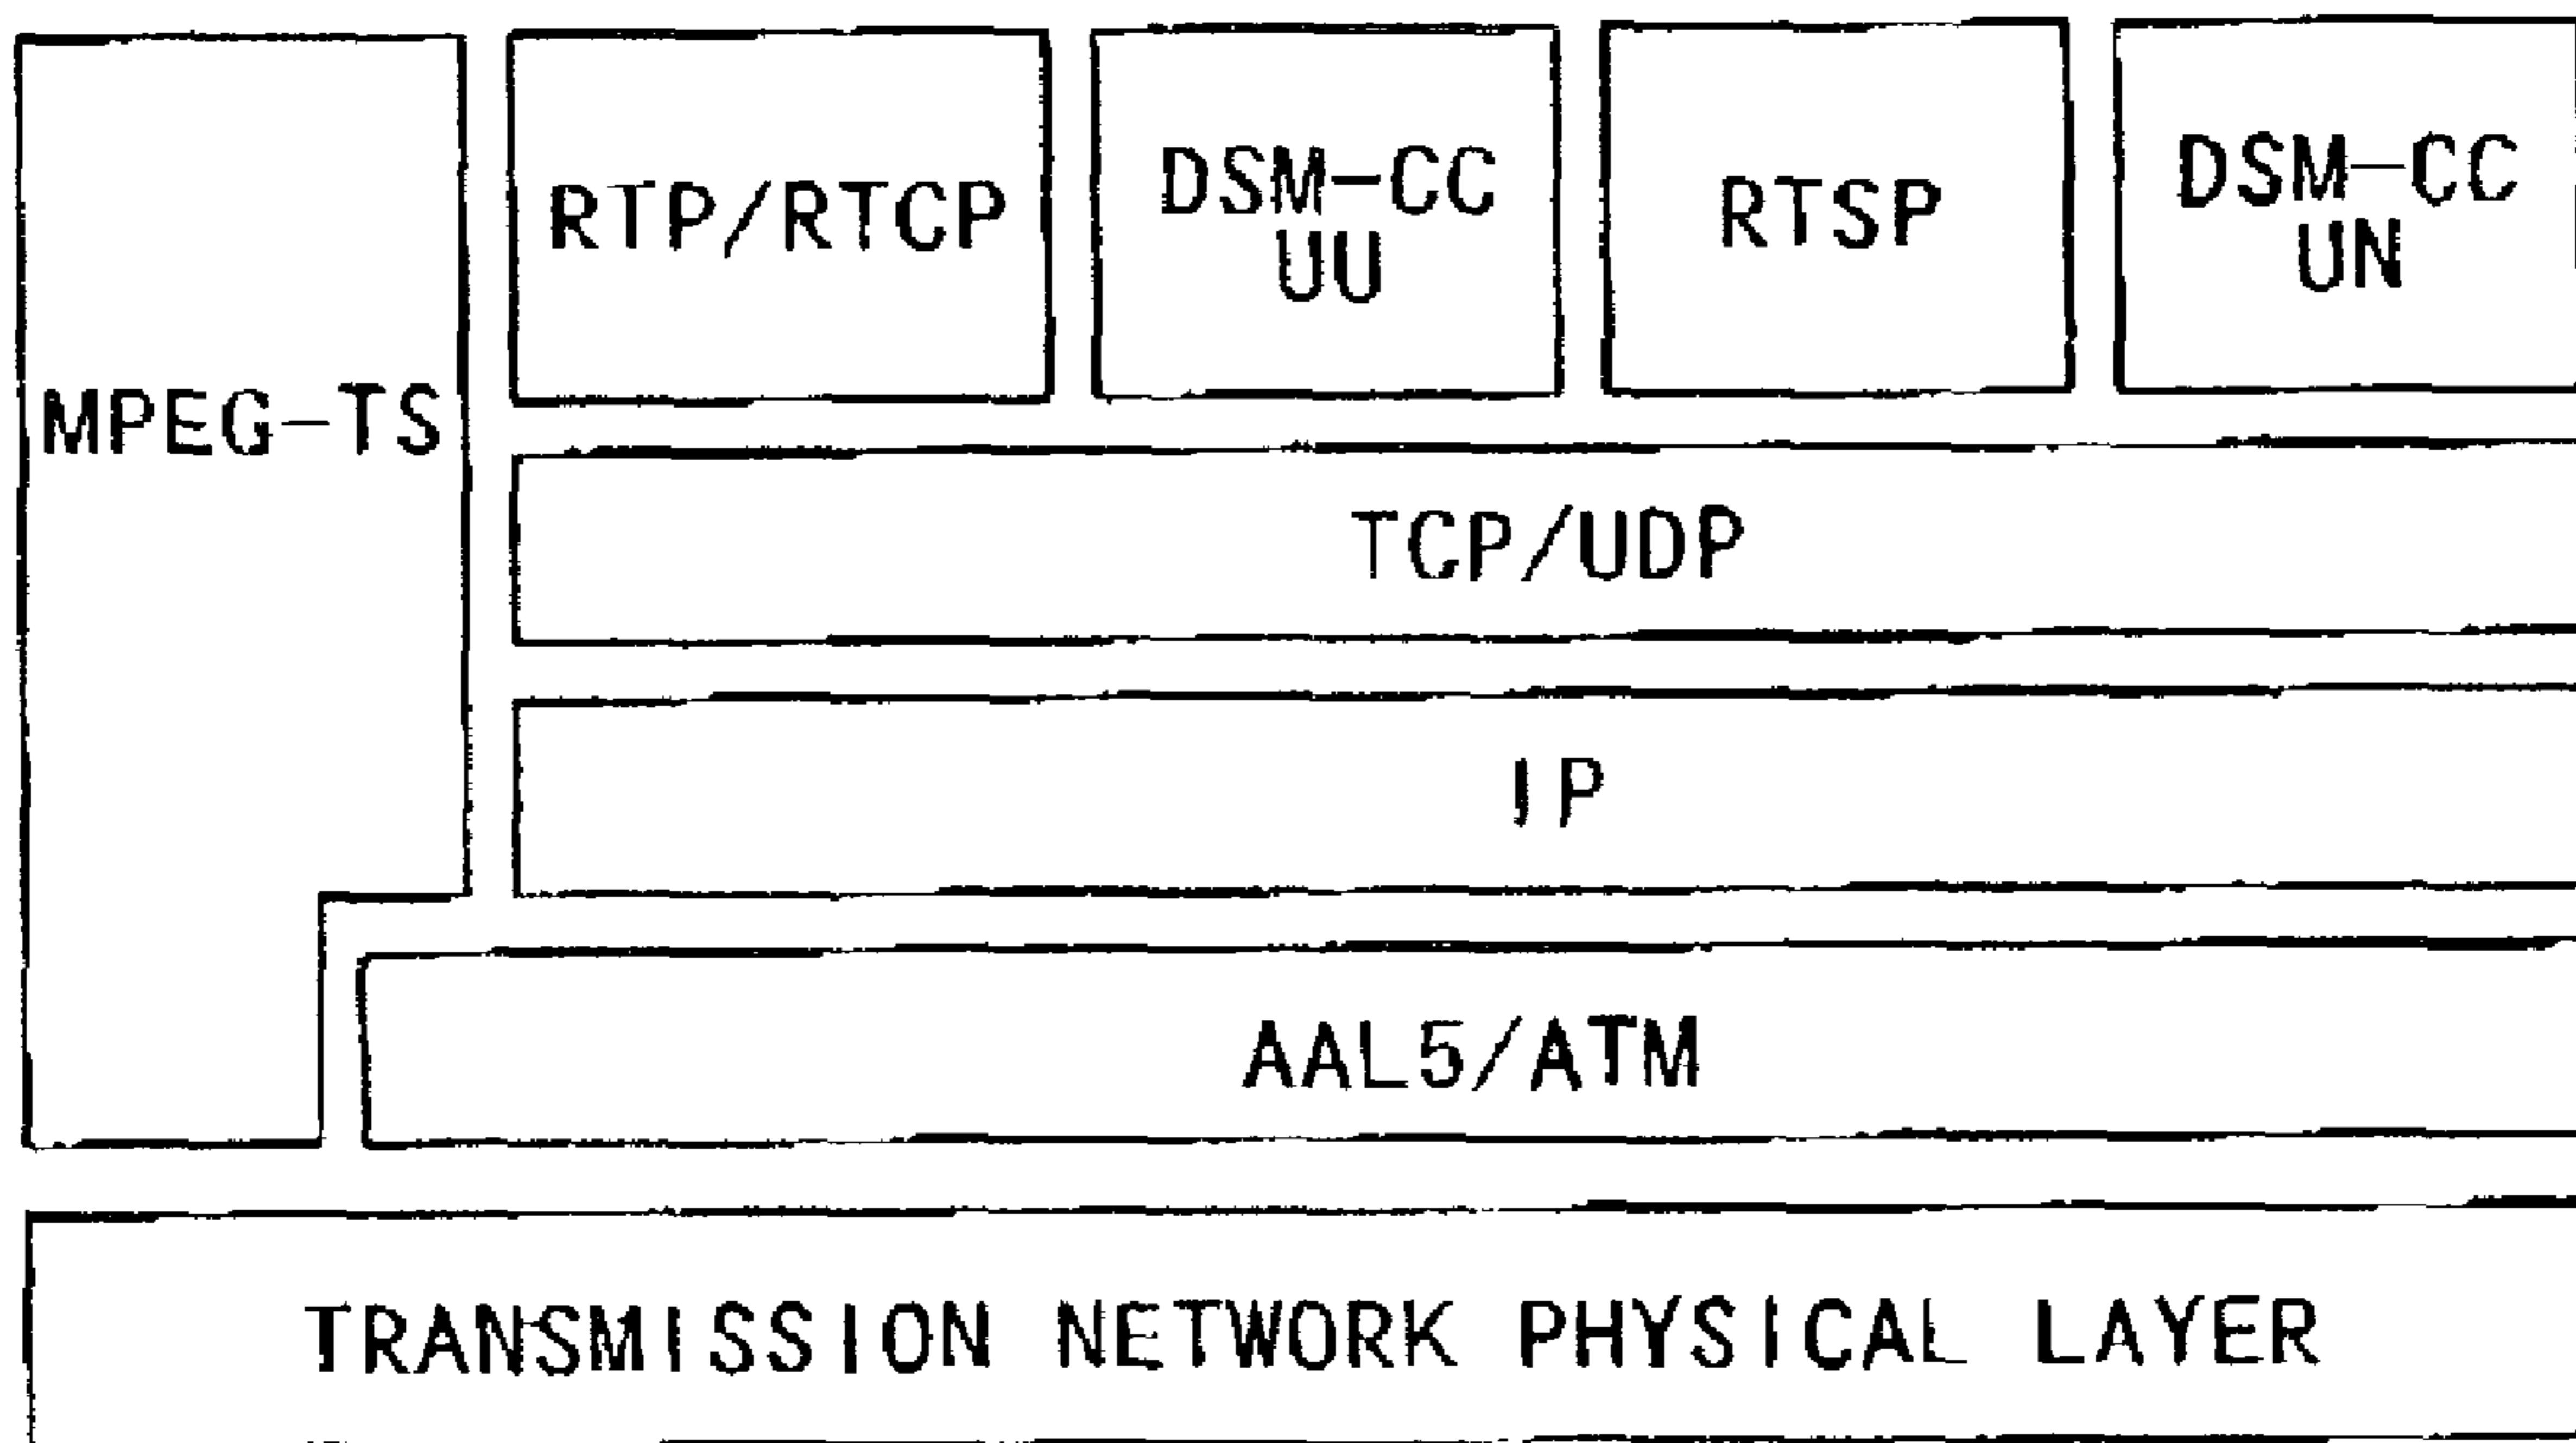 MPEG-TS
RTP/RTCP
DSM-CC
UU
RTSP
DSM-CC
UN
TCP/UDP
IP
AAL5/ATM
TRANSMISSION NETWORK PHYSICAL LAYER